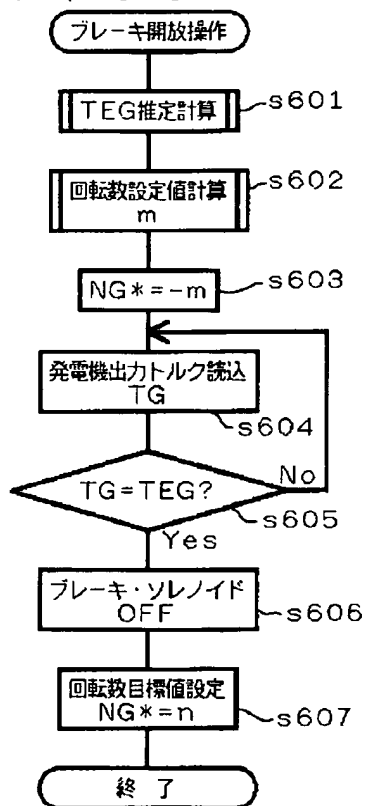 ブレーキ開放操作
TEG推定計算
s601
回転数設定値計算
m
s602
NG*=-m
s603
発電機出力トルク読込
TG
s604
TG=TEG?
No
s605
Yes
ブレーキ・ソレノイド
OFF
s606
回転数目標値設定
NG*=n
s607
終了